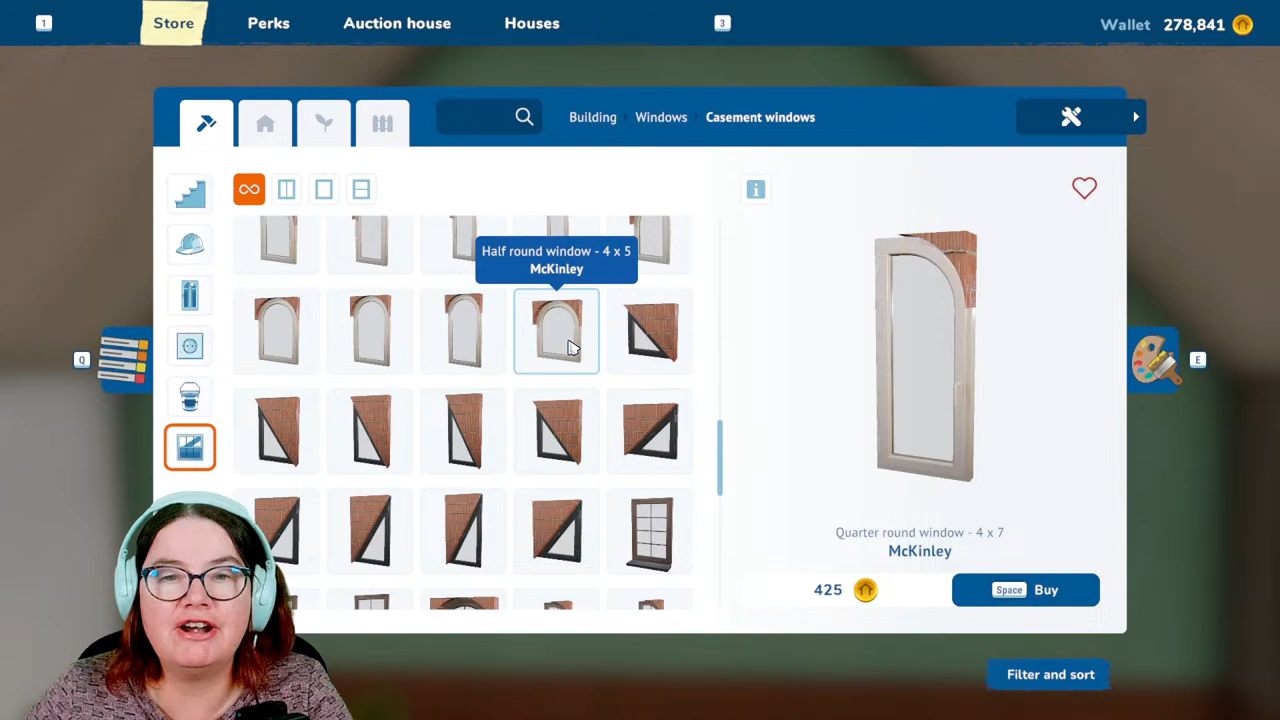 1
Store
Perks
Auction house
Houses
3
Wallet
278,841
Building
Windows
Casement windows
i
Half round window - 4 x 5
McKinley
Q
E
Quarter round window - 4 x 7
McKinley
425
Space
Buy
Filter and sort